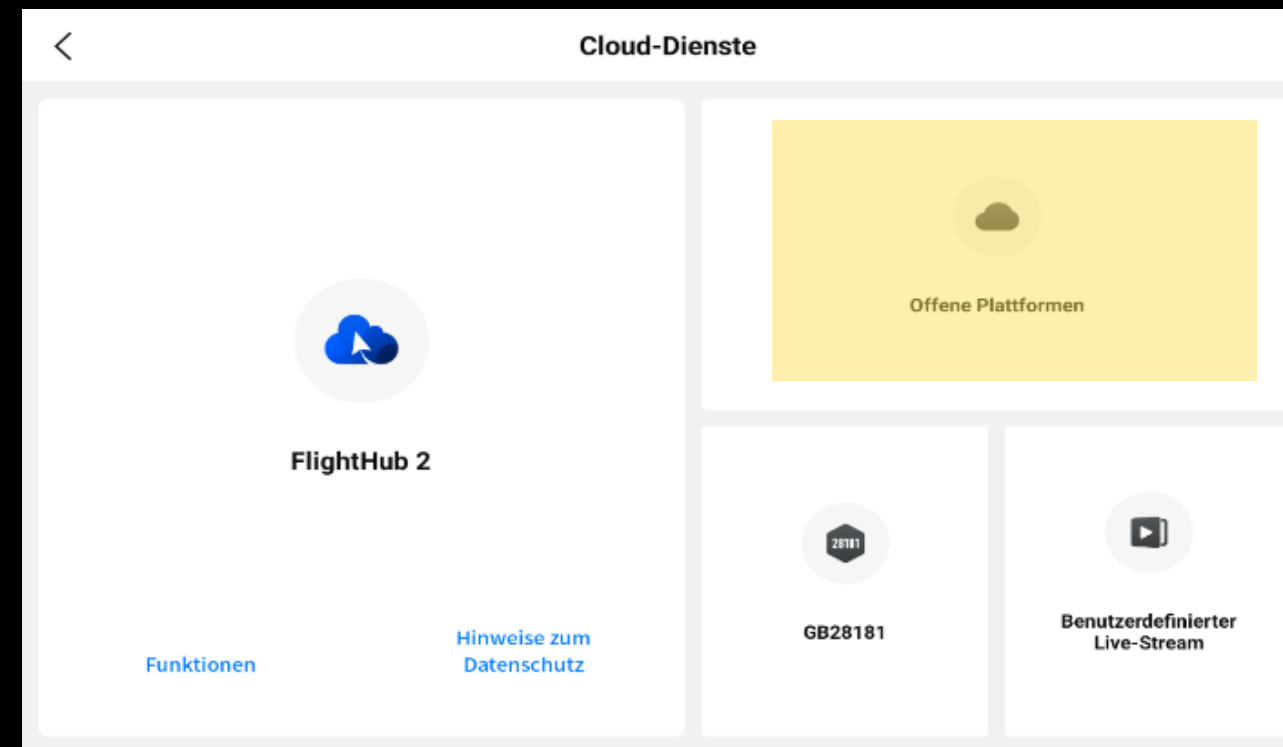 Cloud-Dienste
FlightHub 2
Funktionen
Hinweise zum
Datenschutz
Offene Plattformen
28181
GB28181
Benutzerdefinierter
Live-Stream